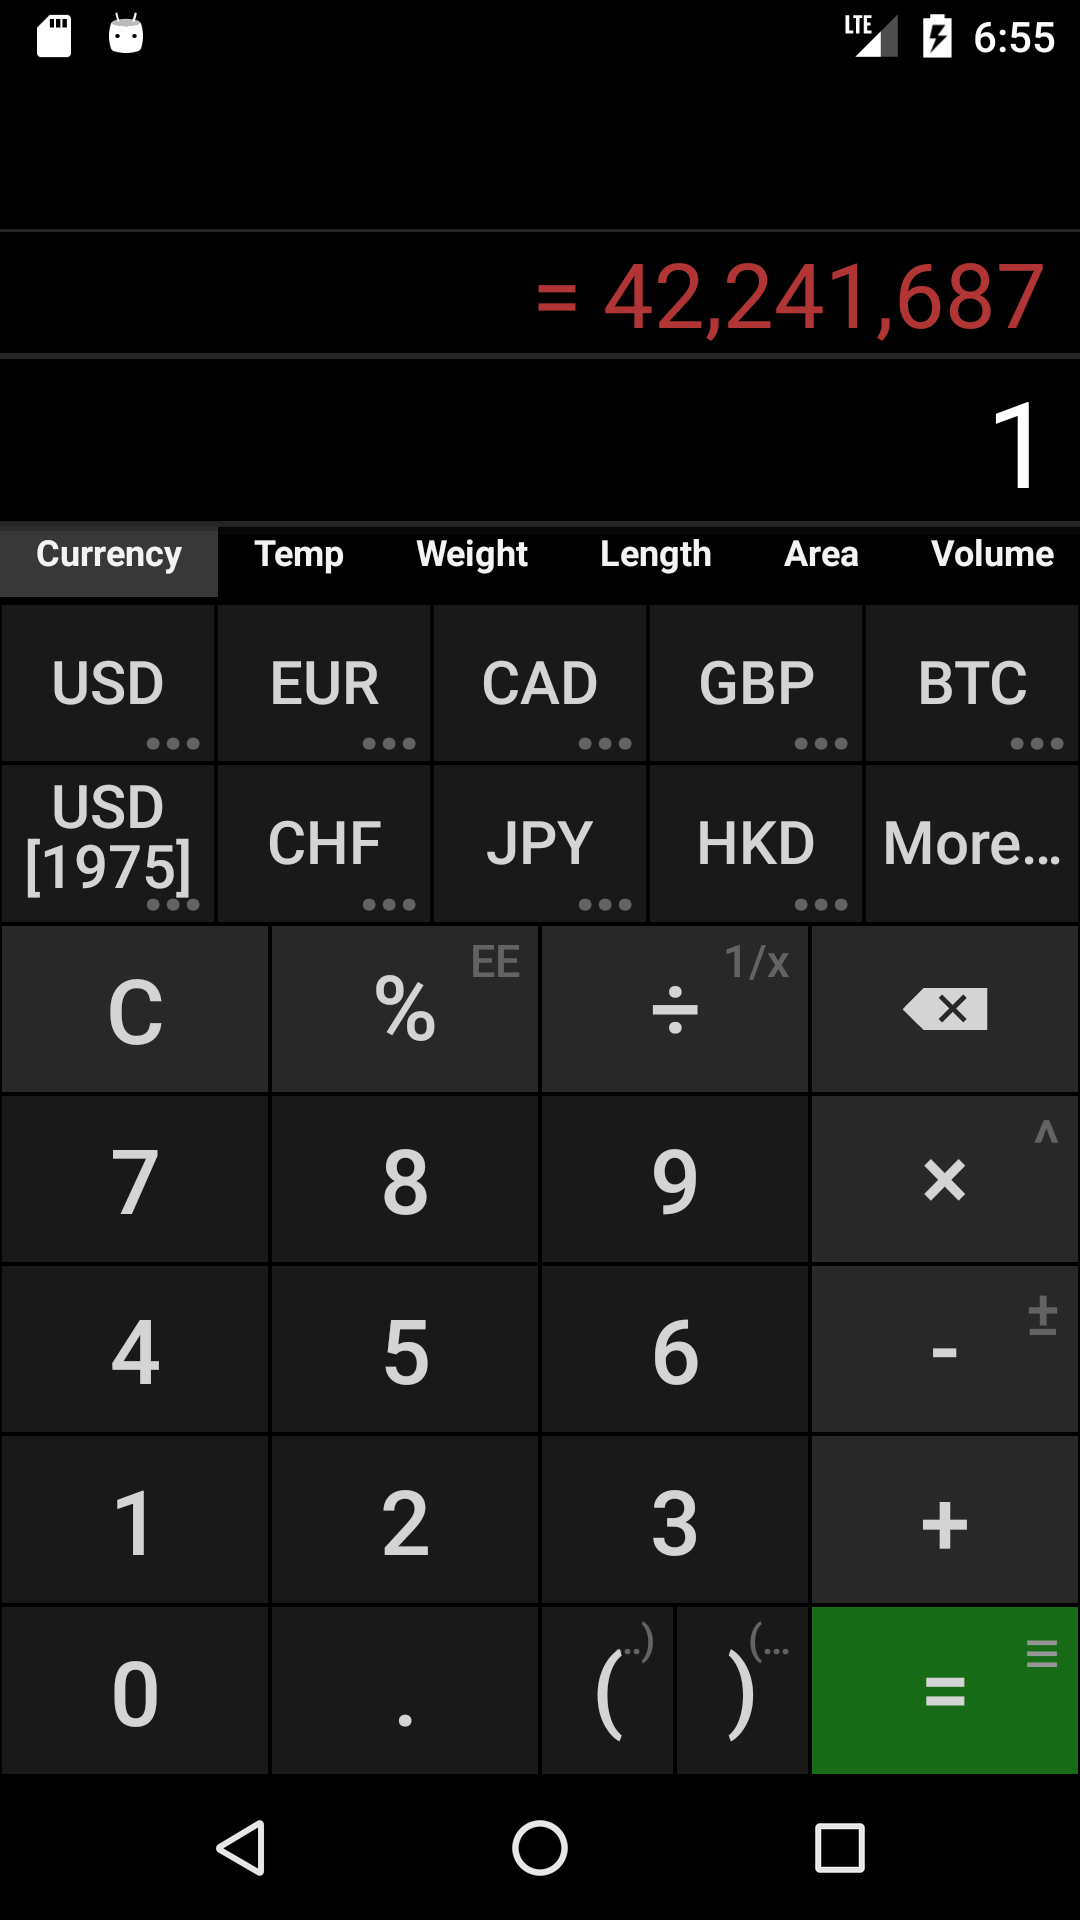 LTE 6:55
= 42,241,687
1
Currency Temp Weight Length Area Volume
USD EUR CAD GBP BTC
USD [1975] CHF JPY HKD More...
C % EE ÷ 1/x
7 8 9 × ^
4 5 6 - ±
1 2 3 +
0 . ( ..) ) (... =